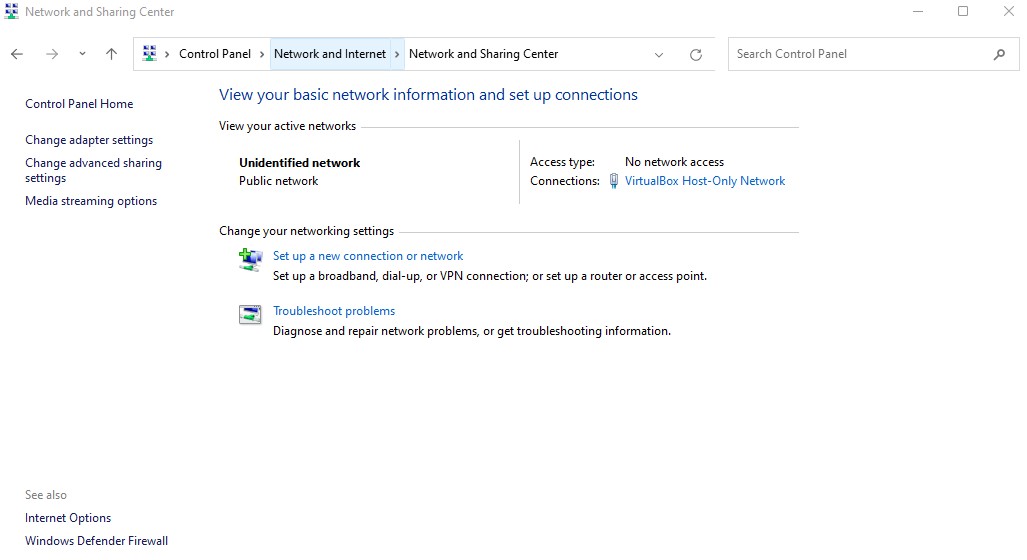 Network and Sharing Center
Control Panel > Network and Internet > Network and Sharing Center
Search Control Panel
Control Panel Home
Change adapter settings
Change advanced sharing
settings
Media streaming options
View your basic network information and set up connections
View your active networks
Unidentified network
Public network
Access type: No network access
Connections: VirtualBox Host-Only Network
Change your networking settings
Set up a new connection or network
Set up a broadband, dial-up, or VPN connection; or set up a router or access point.
Troubleshoot problems
Diagnose and repair network problems, or get troubleshooting information.
See also
Internet Options
Windows Defender Firewall